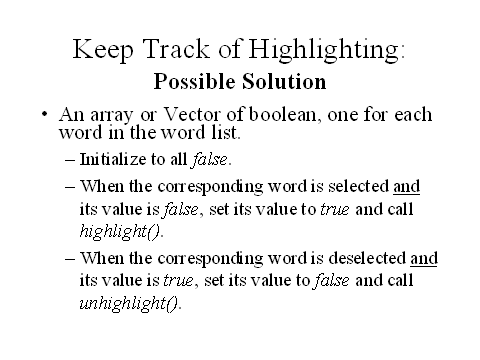 Keep Track of Highlighting:
Possible Solution
• An array or Vector of boolean, one for each
word in the word list.
– Initialize to all false.
– When the corresponding word is selected and
its value is false, set its value to true and call
highlight().
– When the corresponding word is deselected and
its value is true, set its value to false and call
unhighlight().